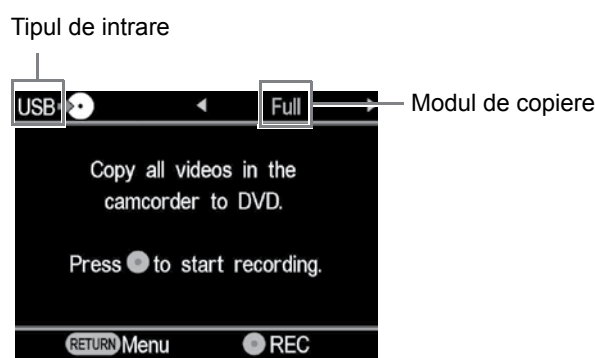 Tipul de intrare
USB Full
Modul de copiere
Copy all videos in the
camcorder to DVD.
Press to start recording.
RETURN Menu REC